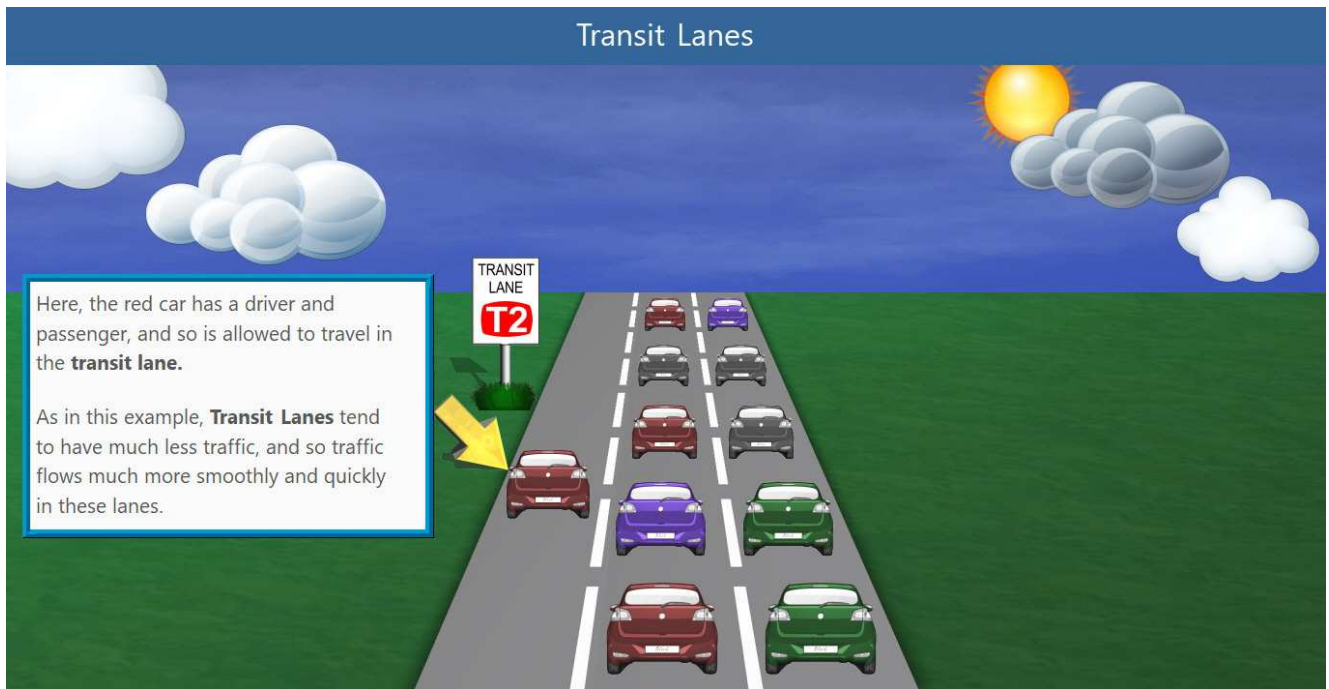 Transit Lanes
TRANSIT
LANE
T2
Here, the red car has a driver and
passenger, and so is allowed to travel in
the transit lane.
As in this example, Transit Lanes tend
to have much less traffic, and so traffic
flows much more smoothly and quickly
in these lanes.